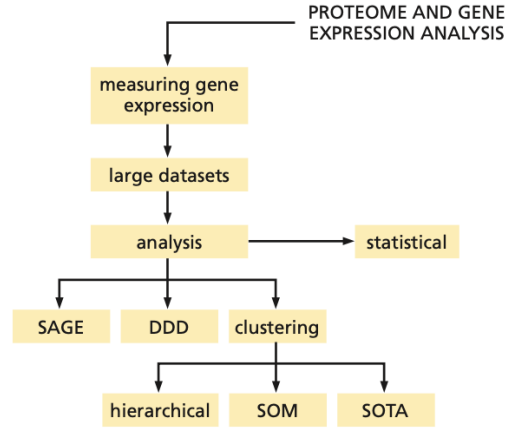 PROTEOME AND GENE
EXPRESSION ANALYSIS
measuring gene
expression
large datasets
analysis
statistical
SAGE
DDD
clustering
hierarchical
SOM
SOTA